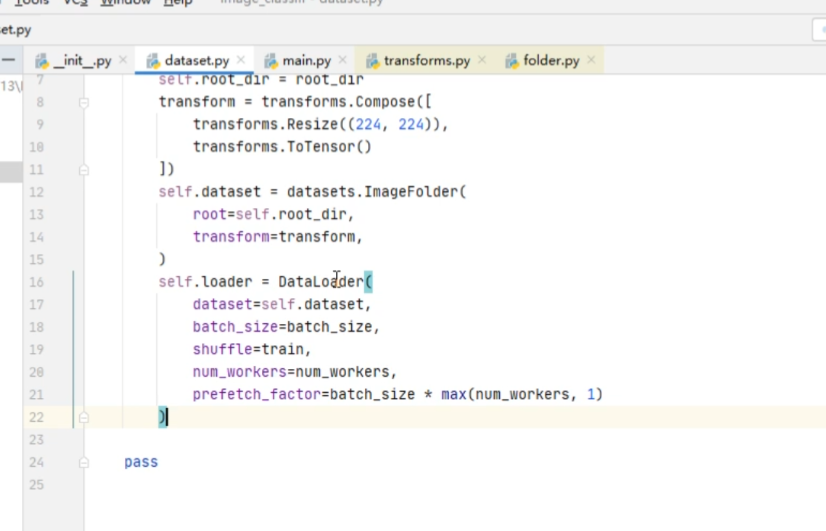 Tools VCS Window Help image_classifi - dataset.py
set.py
__init__.py dataset.py main.py transforms.py folder.py
13\
7 self.root_dir = root_dir
8 transform = transforms.Compose([
9 transforms.Resize((224, 224)),
10 transforms.ToTensor()
11 ])
12 self.dataset = datasets.ImageFolder(
13 root=self.root_dir,
14 transform=transform,
15 )
16 self.loader = DataLoader(
17 dataset=self.dataset,
18 batch_size=batch_size,
19 shuffle=train,
20 num_workers=num_workers,
21 prefetch_factor=batch_size * max(num_workers, 1)
22 )
23
24 pass
25